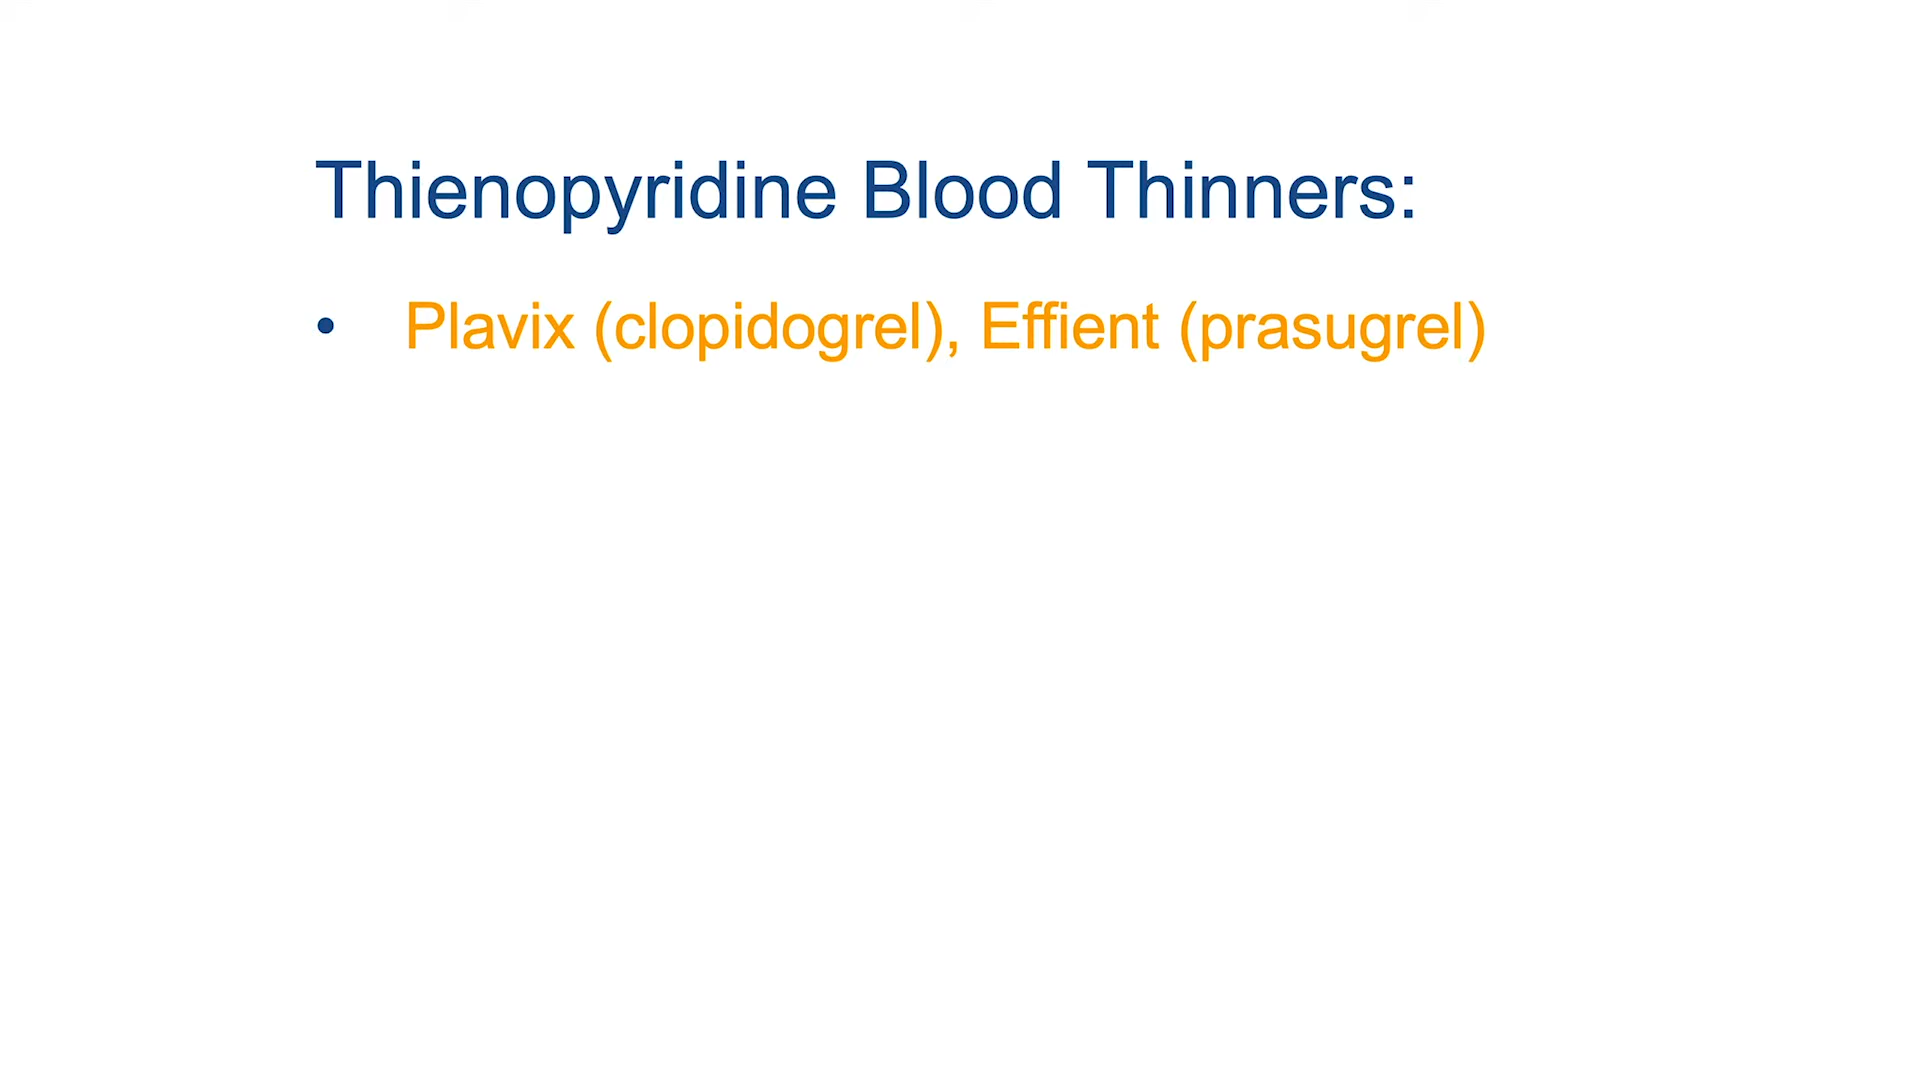 Thienopyridine Blood Thinners:
• Plavix (clopidogrel), Effient (prasugrel)